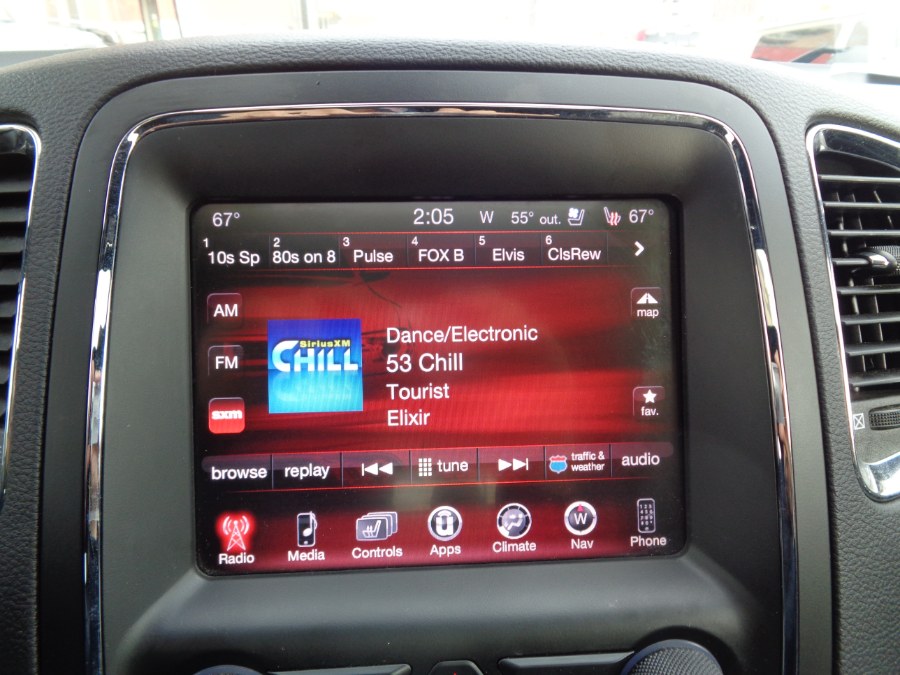 67° 2:05 W 55° out. 67°
1 10s Sp 2 80s on 8 3 Pulse 4 FOX B 5 Elvis 6 ClsRew
AM
map
SiriusXM
CHILL
Dance/Electronic
53 Chill
Tourist
Elixir
FM
sxm
fav.
browse replay tune traffic & weather audio
Radio Media Controls Apps Climate W Nav Phone